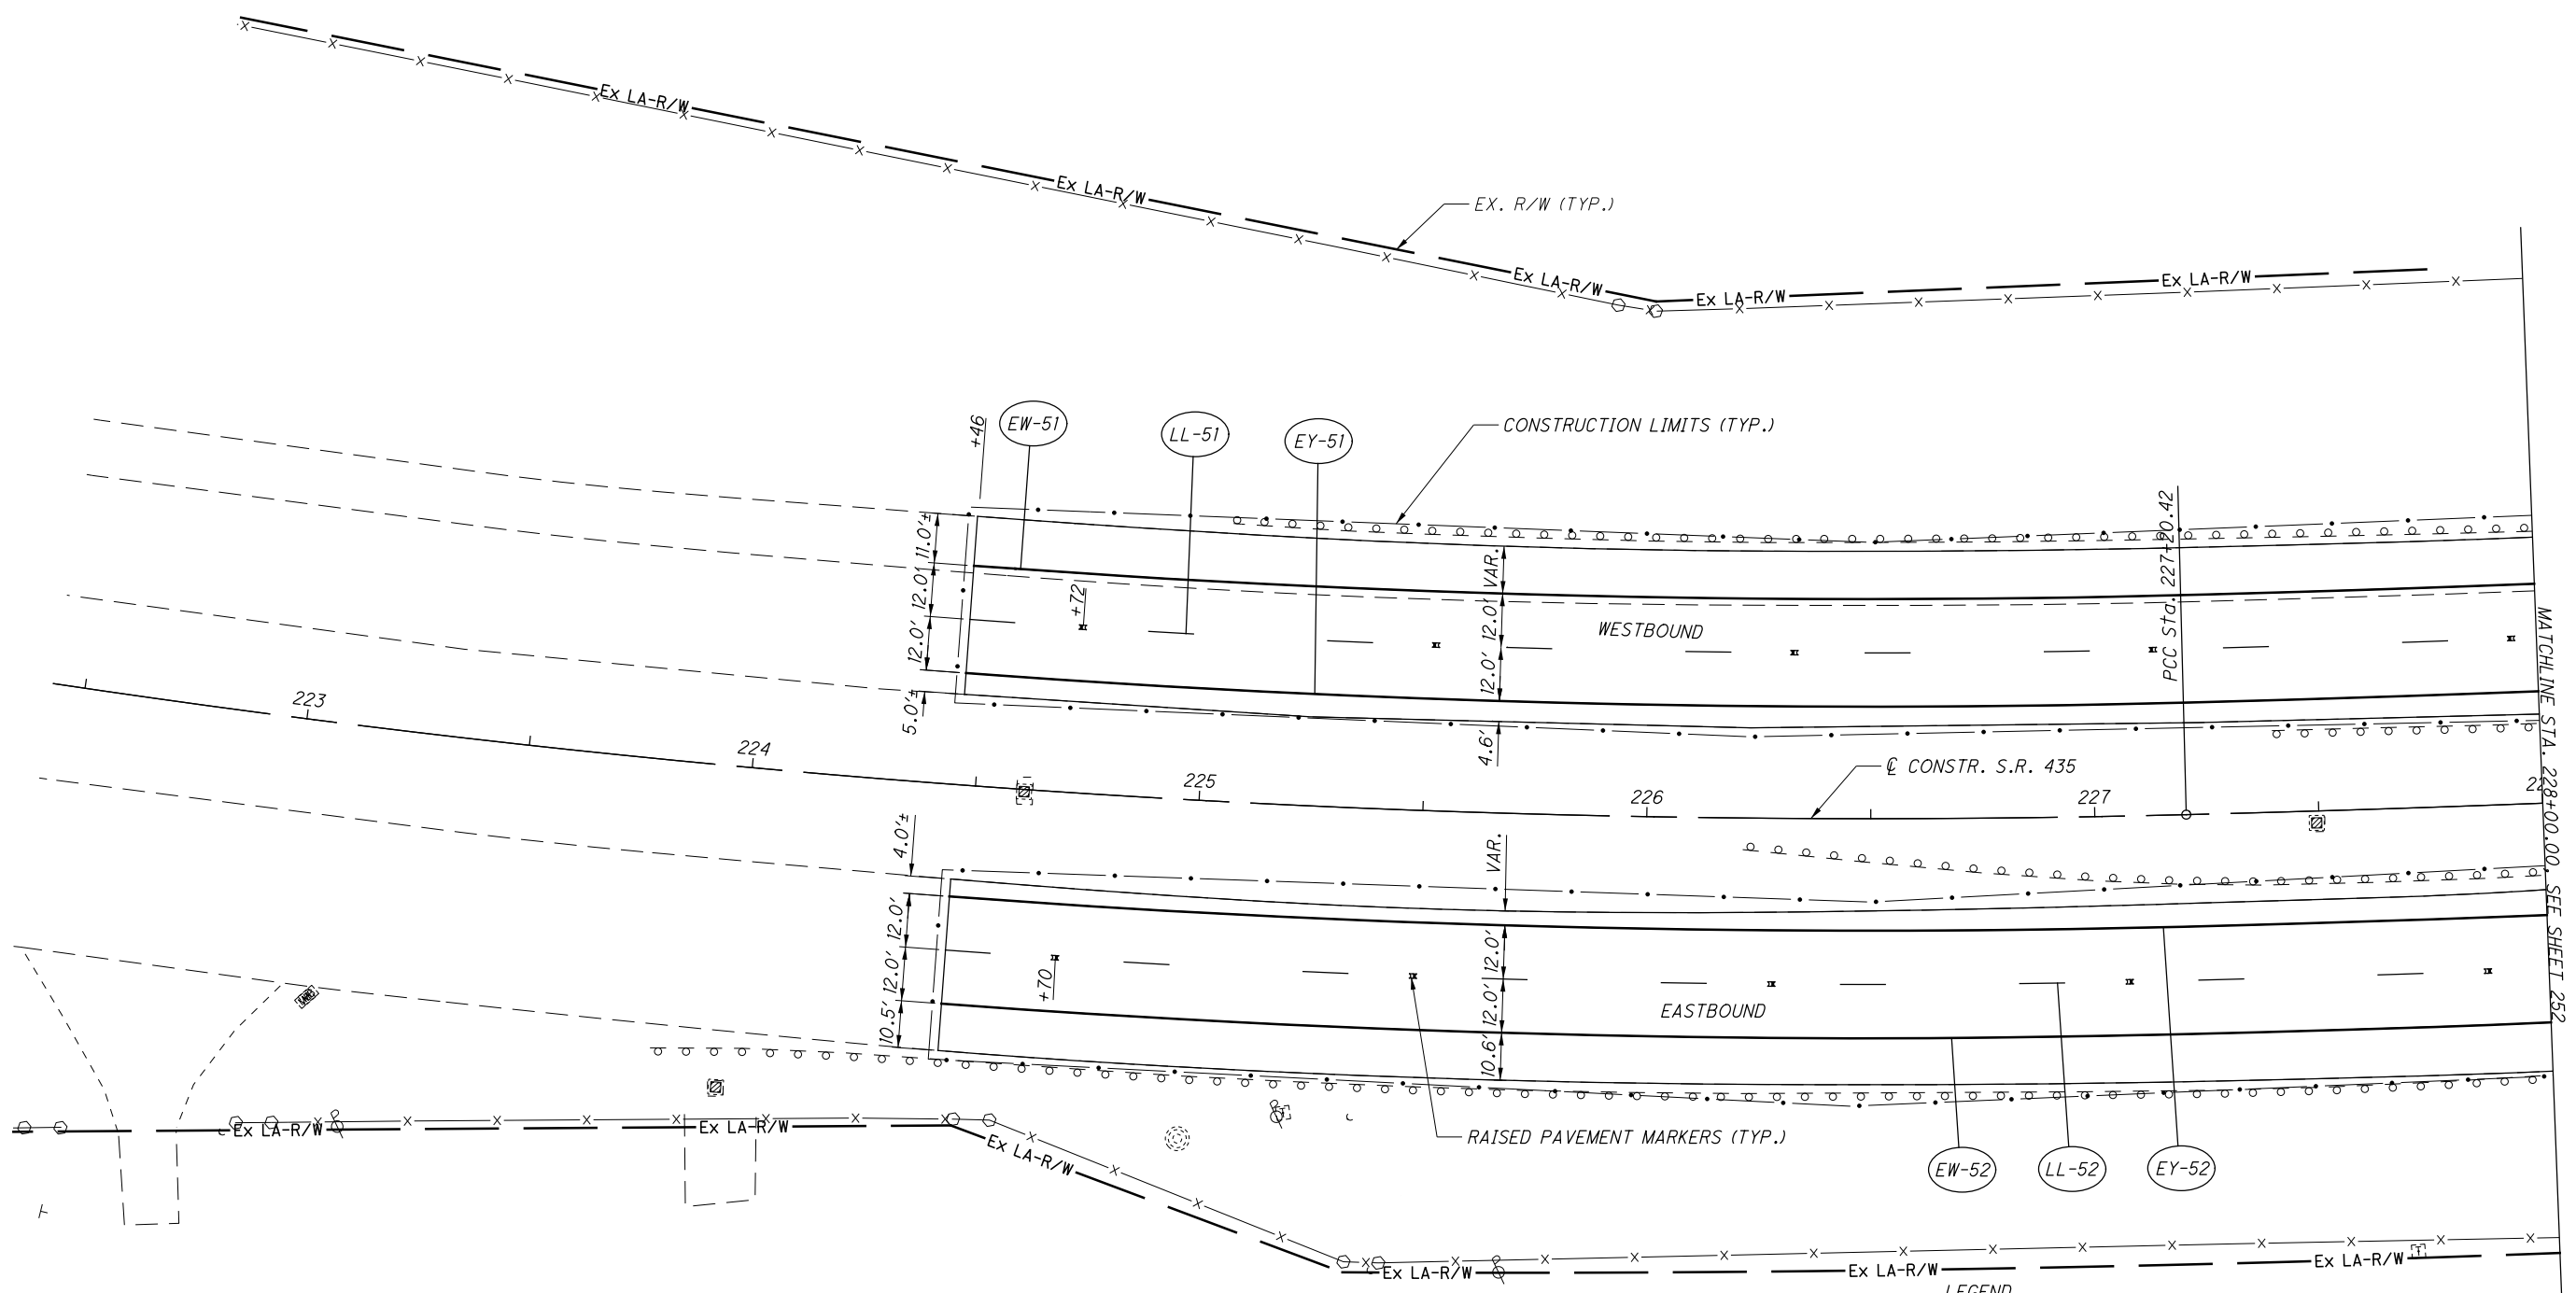 Ex LA-R/W
Ex LA-R/W
EX. R/W (TYP.)
Ex LA-R/W
Ex LA-R/W
Ex LA-R/W
+46
EW-51
LL-51
EY-51
CONSTRUCTION LIMITS (TYP.)
PCC Sta. 227+20.42
11.0'±
12.0'
12.0'
5.0'±
+72
VAR.
12.0'
12.0'
4.6'
WESTBOUND
MATCHLINE STA. 228+00.00, SEE SHEET 252
223
224
225
226
227
22
℄ CONSTR. S.R. 435
4.0'±
12.0'
12.0'
10.5'
+70
VAR.
12.0'
12.0'
10.6'
EASTBOUND
RAISED PAVEMENT MARKERS (TYP.)
EW-52
LL-52
EY-52
Ex LA-R/W
Ex LA-R/W
Ex LA-R/W
Ex LA-R/W
Ex LA-R/W
Ex LA-R/W
LEGEND